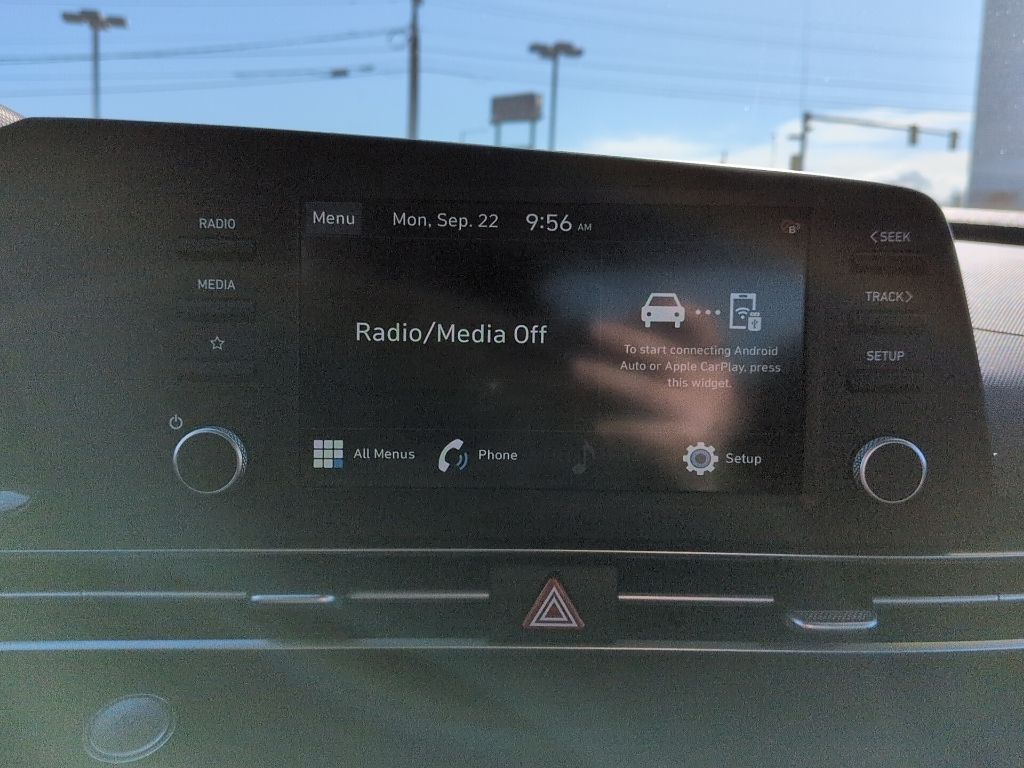 RADIO
MEDIA
Menu
Mon, Sep. 22
9:56 AM
Radio/Media Off
To start connecting Android
Auto or Apple CarPlay, press
this widget.
All Menus
Phone
Setup
<SEEK
TRACK>
SETUP